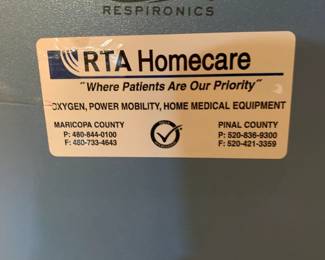 RESPIRONICS
RTA Homecare
"Where Patients Are Our Priority"
OXYGEN, POWER MOBILITY, HOME MEDICAL EQUIPMENT
MARICOPA COUNTY
P: 480-844-0100
F: 480-733-4643
PINAL COUNTY
P: 520-836-9300
F: 520-421-3359